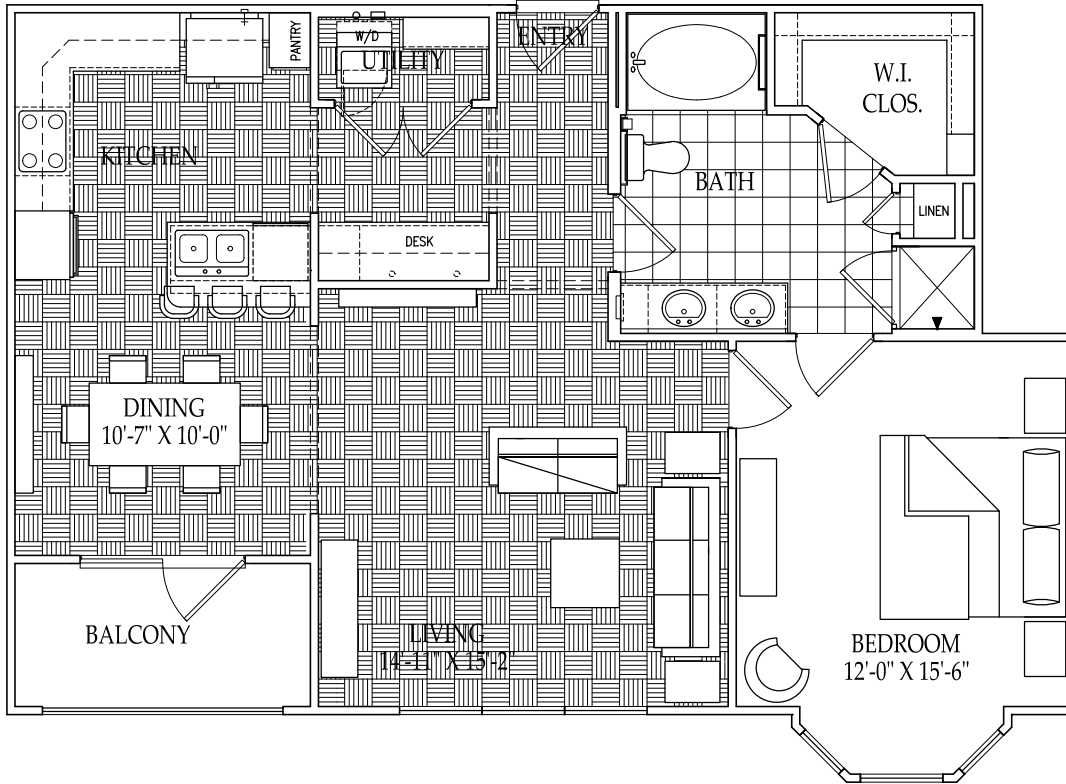 PANTRY
W/D
UTILITY
ENTRY
W.I.
CLOS.
KITCHEN
BATH
LINEN
DESK
DINING
10'-7" X 10'-0"
BALCONY
LIVING
14'-11" X 15'-2"
BEDROOM
12'-0" X 15'-6"